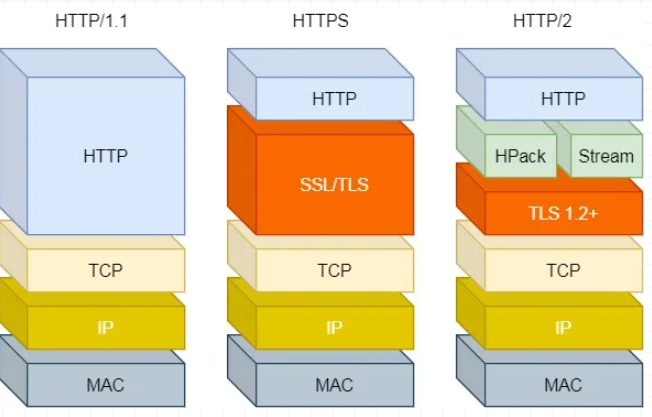 HTTP/1.1
HTTP
TCP
IP
MAC
HTTPS
HTTP
SSL/TLS
TCP
IP
MAC
HTTP/2
HTTP
HPack
Stream
TLS 1.2+
TCP
IP
MAC